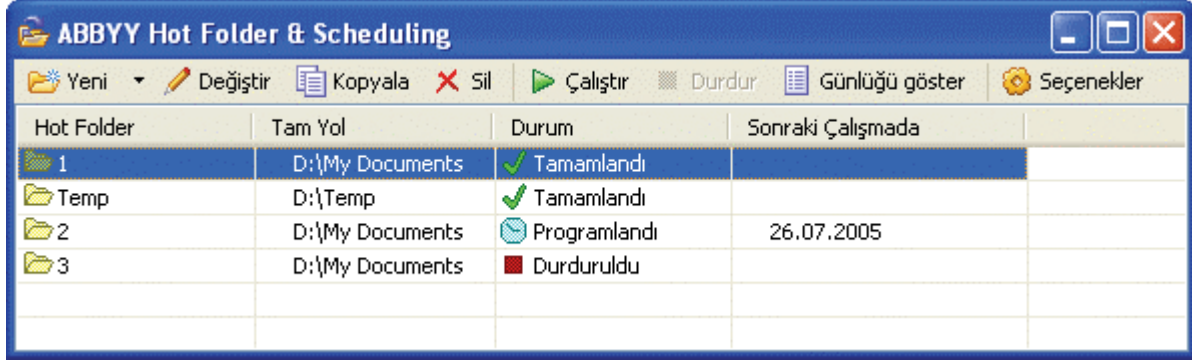 ABBYY Hot Folder & Scheduling
Yeni Değiştir Kopyala Sil Çalıştır Durdur Günlüğü göster Seçenekler
Hot Folder Tam Yol Durum Sonraki Çalışmada
1 D:\My Documents Tamamlandı
Temp D:\Temp Tamamlandı
2 D:\My Documents Programlandı 26.07.2005
3 D:\My Documents Durduruldu